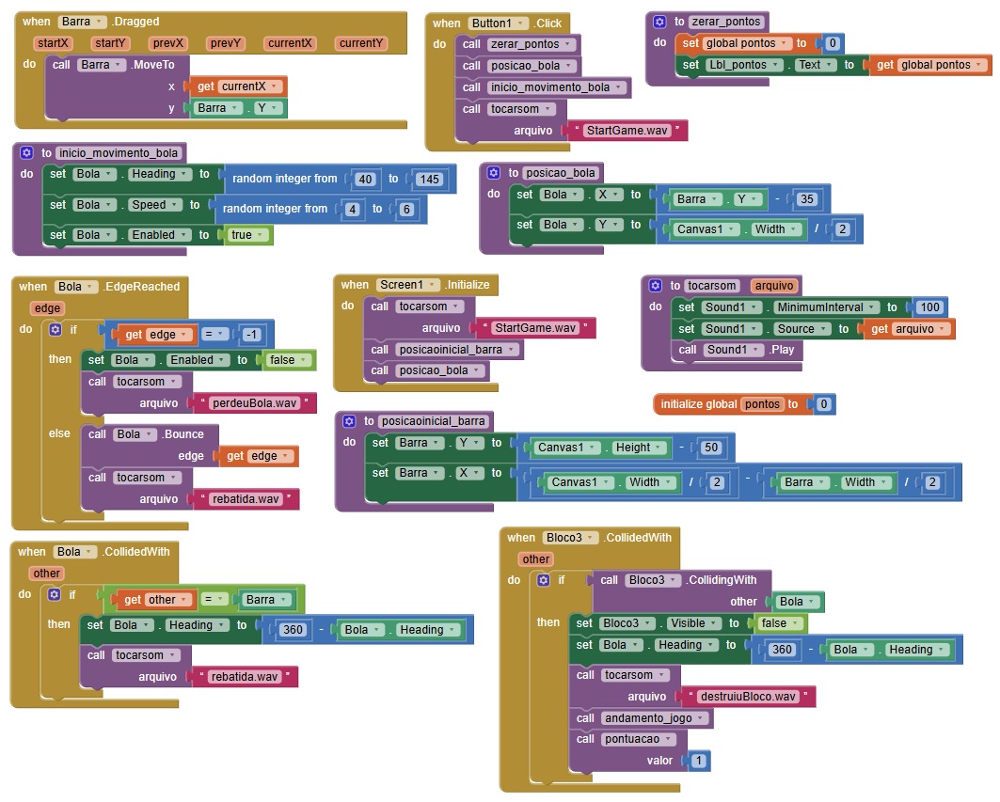 when Barra .Dragged
startX startY prevX prevY currentX currentY
do call Barra .MoveTo
x get currentX
y Barra . Y
when Button1 .Click
do call zerar_pontos
call posicao_bola
call inicio_movimento_bola
call tocarsom
arquivo " StartGame.wav "
to zerar_pontos
do set global pontos to 0
set Lbl_pontos . Text to get global pontos
to inicio_movimento_bola
do set Bola . Heading to random integer from 40 to 145
set Bola . Speed to random integer from 4 to 6
set Bola . Enabled to true
to posicao_bola
do set Bola . X to Barra . Y - 35
set Bola . Y to Canvas1 . Width / 2
when Bola .EdgeReached
edge
do if get edge = -1
then set Bola . Enabled to false
call tocarsom
arquivo " perdeuBola.wav "
else call Bola .Bounce
edge get edge
call tocarsom
arquivo " rebatida.wav "
when Screen1 .Initialize
do call tocarsom
arquivo " StartGame.wav "
call posicaoinicial_barra
call posicao_bola
to tocarsom arquivo
do set Sound1 . MinimumInterval to 100
set Sound1 . Source to get arquivo
call Sound1 .Play
initialize global pontos to 0
to posicaoinicial_barra
do set Barra . Y to Canvas1 . Height - 50
set Barra . X to Canvas1 . Width / 2 - Barra . Width / 2
when Bola .CollidedWith
other
do if get other = Barra
then set Bola . Heading to 360 - Bola . Heading
call tocarsom
arquivo " rebatida.wav "
when Bloco3 .CollidedWith
other
do if call Bloco3 .CollidingWith
other Bola
then set Bloco3 . Visible to false
set Bola . Heading to 360 - Bola . Heading
call tocarsom
arquivo " destruiuBloco.wav "
call andamento_jogo
call pontuacao
valor 1